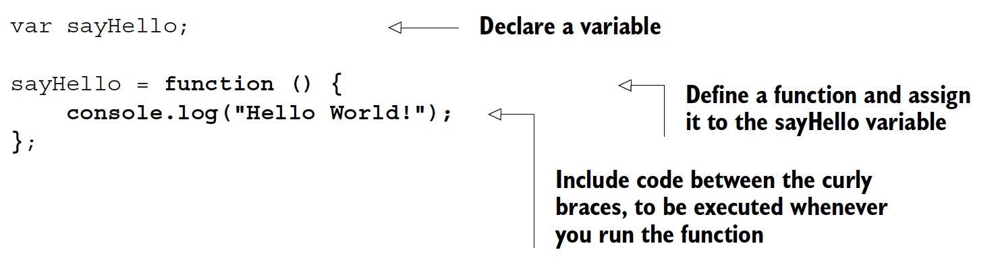 var sayHello;
Declare a variable
sayHello = function () {
    console.log("Hello World!");
};
Define a function and assign
it to the sayHello variable
Include code between the curly
braces, to be executed whenever
you run the function